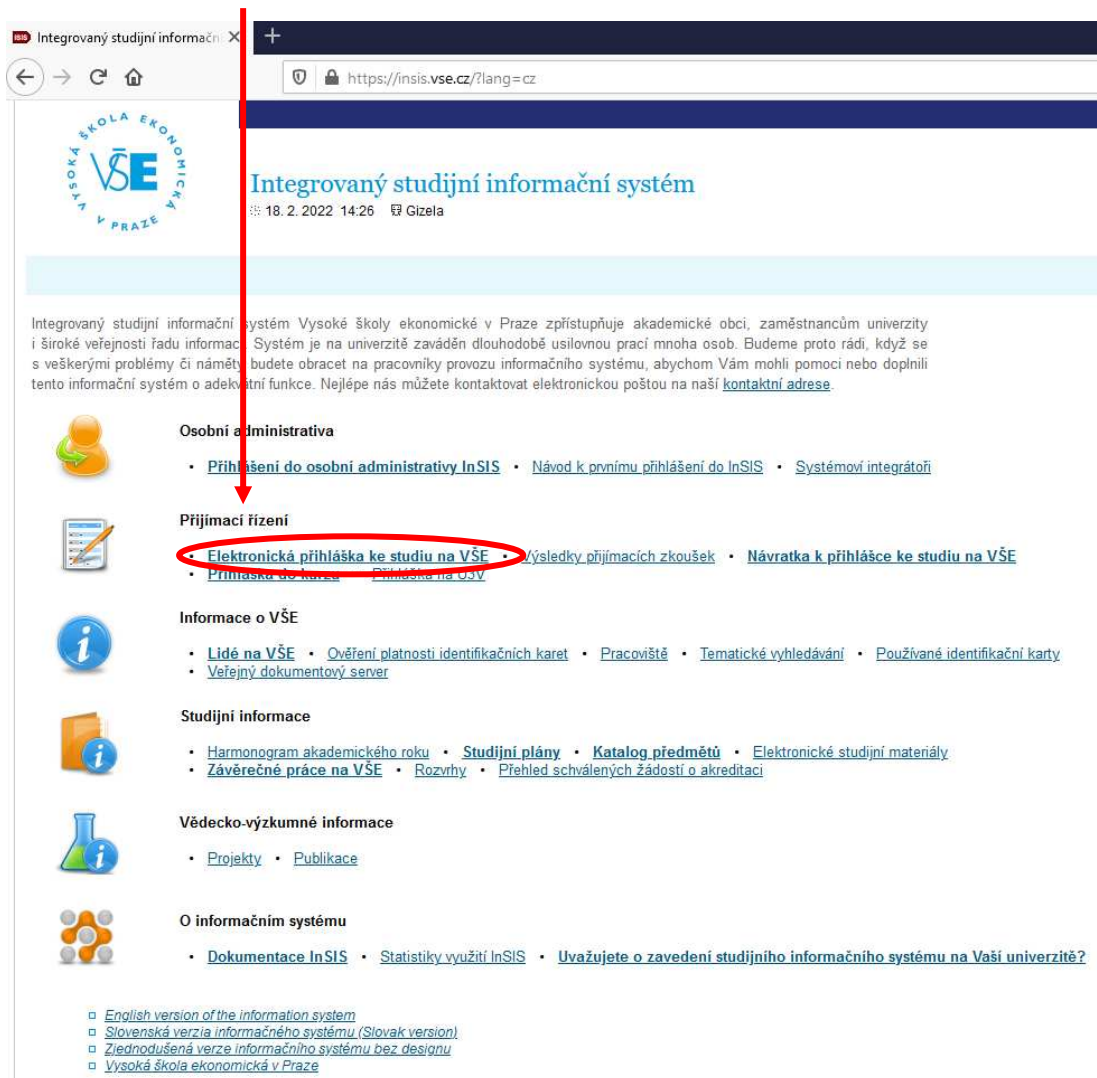 Integrovaný studijní informačn
https://insis.vse.cz/?lang=cz
VYSOKÁ ŠKOLA EKONOMICKÁ V PRAZE
VŠE
Integrovaný studijní informační systém
18. 2. 2022 14:26 Gizela
Integrovaný studijní informační systém Vysoké školy ekonomické v Praze zpřístupňuje akademické obci, zaměstnancům univerzity
i široké veřejnosti řadu informací. Systém je na univerzitě zaváděn dlouhodobě usilovnou prací mnoha osob. Budeme proto rádi, když se
s veškerými problémy či náměty budete obracet na pracovníky provozu informačního systému, abychom Vám mohli pomoci nebo doplnili
tento informační systém o adekvátní funkce. Nejlépe nás můžete kontaktovat elektronickou poštou na naší kontaktní adrese.
Osobní administrativa
• Přihlášení do osobní administrativy InSIS • Návod k prvnímu přihlášení do InSIS • Systémoví integrátoři
Přijímací řízení
• Elektronická přihláška ke studiu na VŠE • Výsledky přijímacích zkoušek • Návratka k přihlášce ke studiu na VŠE
• Přihláška do kurzu • Přihláška na U3V
Informace o VŠE
• Lidé na VŠE • Ověření platnosti identifikačních karet • Pracoviště • Tematické vyhledávání • Používané identifikační karty
• Veřejný dokumentový server
Studijní informace
• Harmonogram akademického roku • Studijní plány • Katalog předmětů • Elektronické studijní materiály
• Závěrečné práce na VŠE • Rozvrhy • Přehled schválených žádostí o akreditaci
Vědecko-výzkumné informace
• Projekty • Publikace
O informačním systému
• Dokumentace InSIS • Statistiky využití InSIS • Uvažujete o zavedení studijního informačního systému na Vaší univerzitě?
English version of the information system
Slovenská verzia informačného systému (Slovak version)
Zjednodušená verze informačního systému bez designu
Vysoká škola ekonomická v Praze